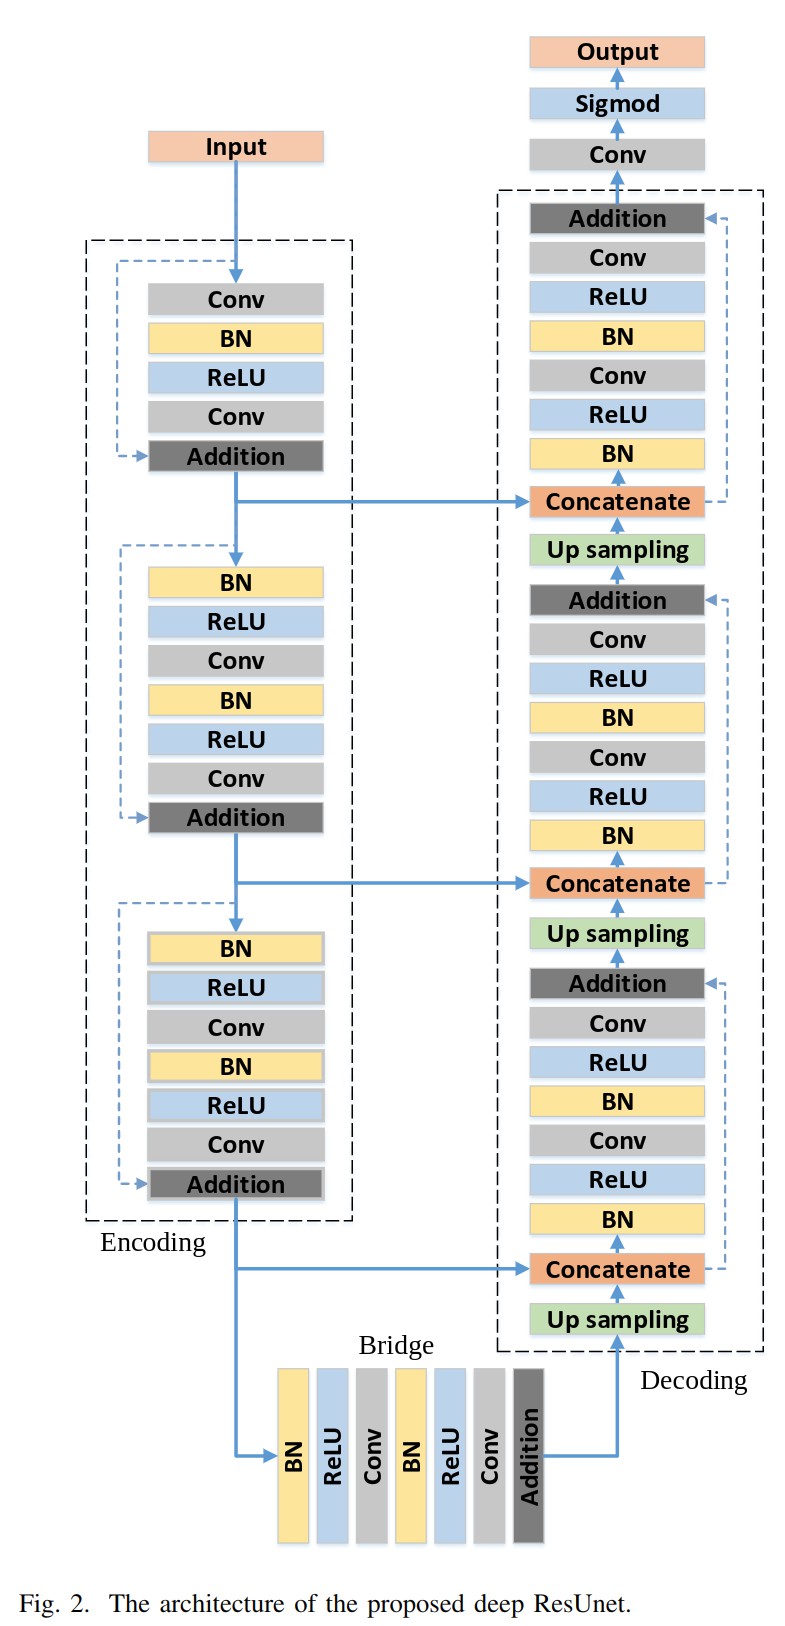 Input
Conv
BN
ReLU
Conv
Addition
BN
ReLU
Conv
BN
ReLU
Conv
Addition
BN
ReLU
Conv
BN
ReLU
Conv
Addition
Encoding
Bridge
BN
ReLU
Conv
BN
ReLU
Conv
Addition
Output
Sigmod
Conv
Addition
Conv
ReLU
BN
Conv
ReLU
BN
Concatenate
Up sampling
Addition
Conv
ReLU
BN
Conv
ReLU
BN
Concatenate
Up sampling
Addition
Conv
ReLU
BN
Conv
ReLU
BN
Concatenate
Up sampling
Decoding
Fig. 2. The architecture of the proposed deep ResUnet.